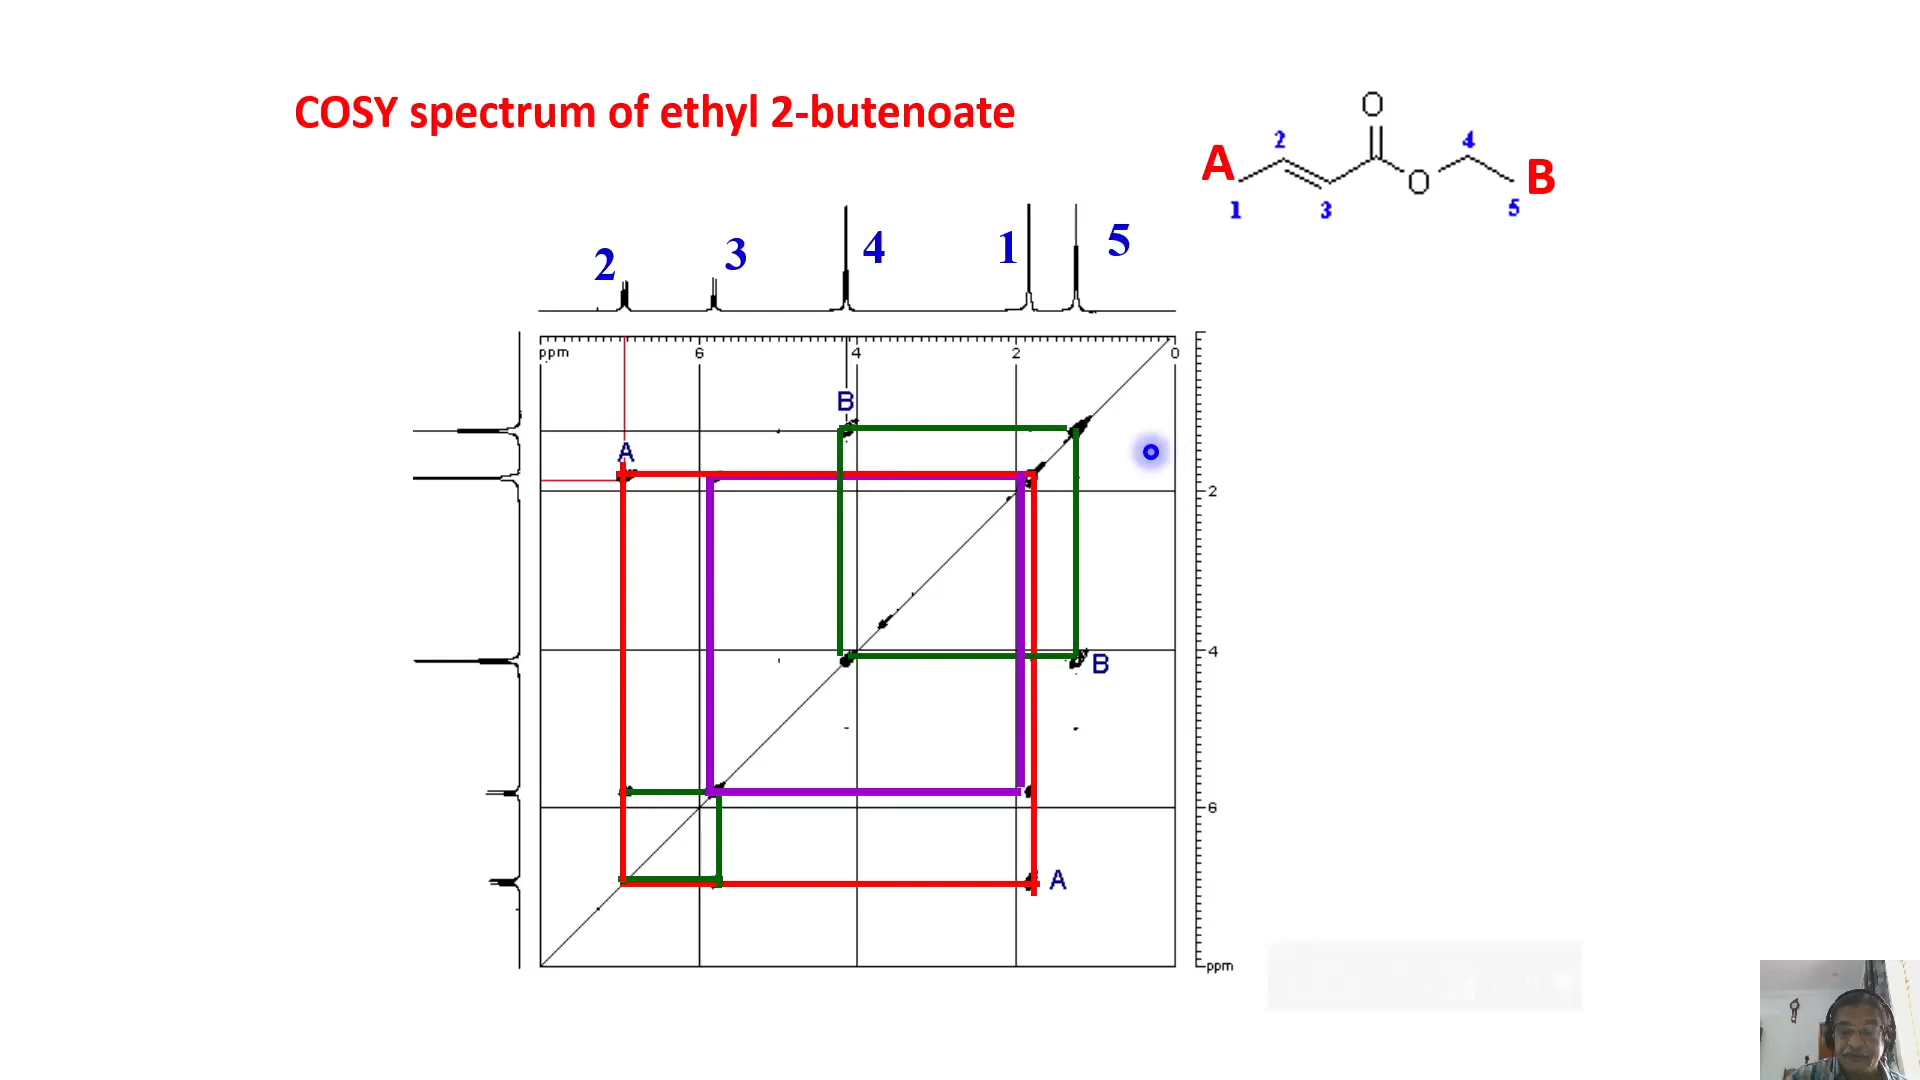 COSY spectrum of ethyl 2-butenoate
O
A 2 4 B
O
1 3 5
2 3 4 1 5
ppm 6 4 2 0
B
A
2
4
B
6
A
ppm